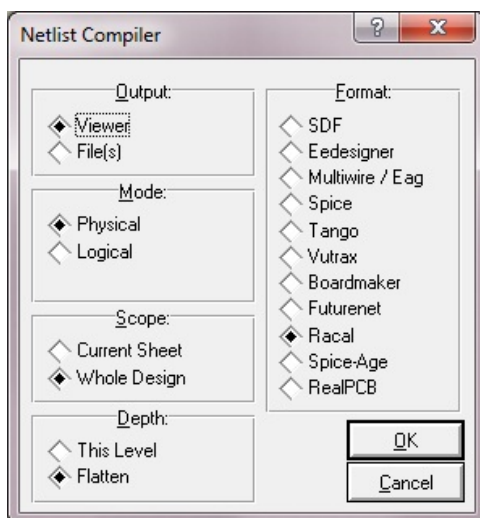 Netlist Compiler
Output:
Viewer
File(s)
Mode:
Physical
Logical
Scope:
Current Sheet
Whole Design
Depth:
This Level
Flatten
Format:
SDF
Eedesigner
Multiwire / Eag
Spice
Tango
Vutrax
Boardmaker
Futurenet
Racal
Spice-Age
RealPCB
OK
Cancel